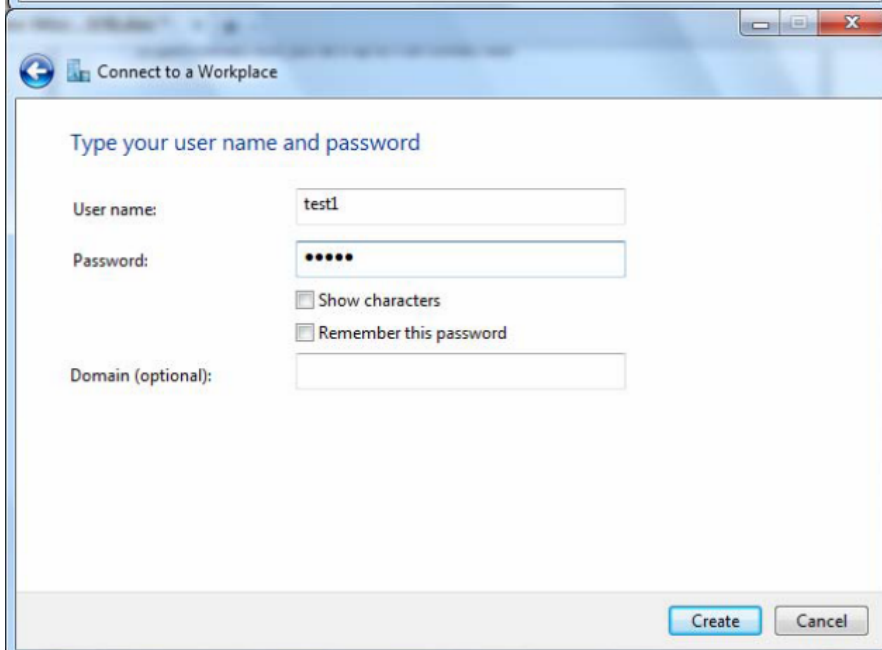 Connect to a Workplace
Type your user name and password
User name: test1
Password: •••••
Show characters
Remember this password
Domain (optional):
Create Cancel